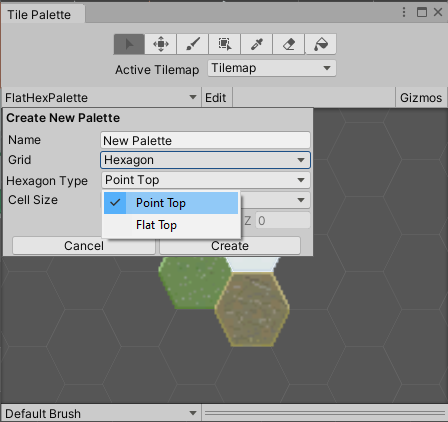 Tile Palette
Active Tilemap Tilemap
FlatHexPalette Edit Gizmos
Create New Palette
Name New Palette
Grid Hexagon
Hexagon Type Point Top
Cell Size
Point Top
Z 0
Flat Top
Cancel Create
Default Brush